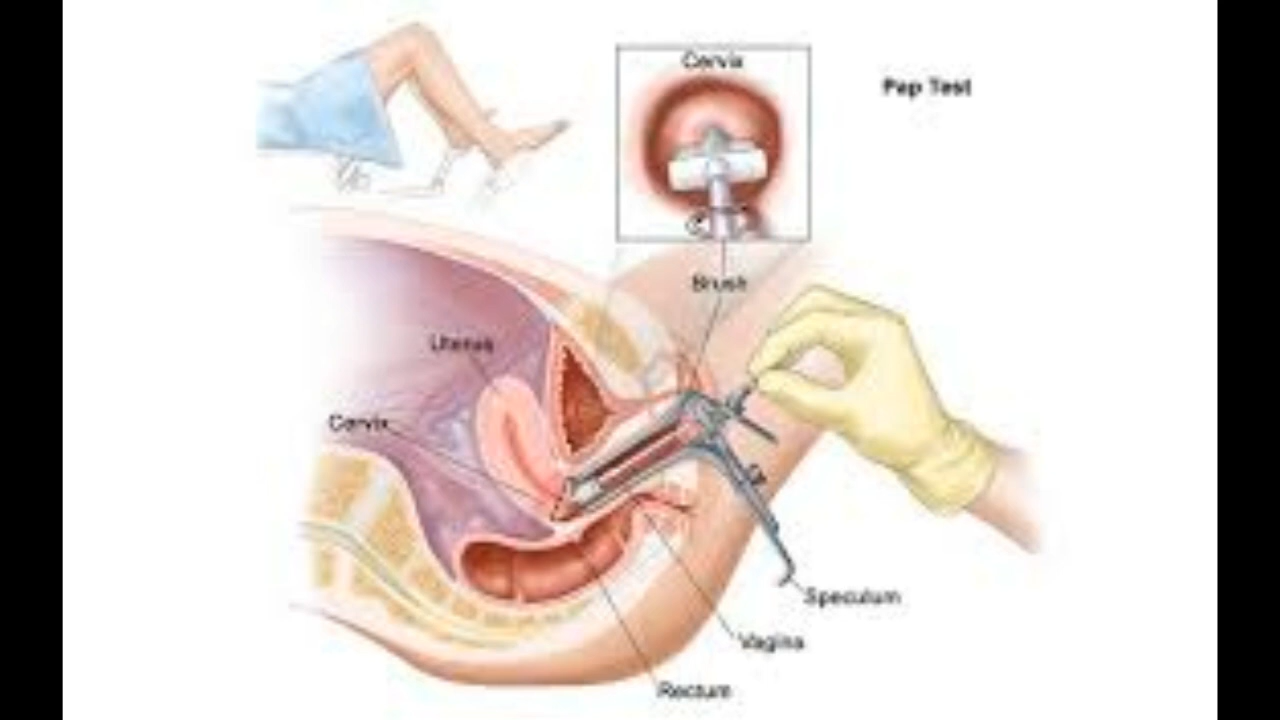 Cervix
Pap Test
Brush
Uterus
Cervix
Speculum
Vagina
Rectum